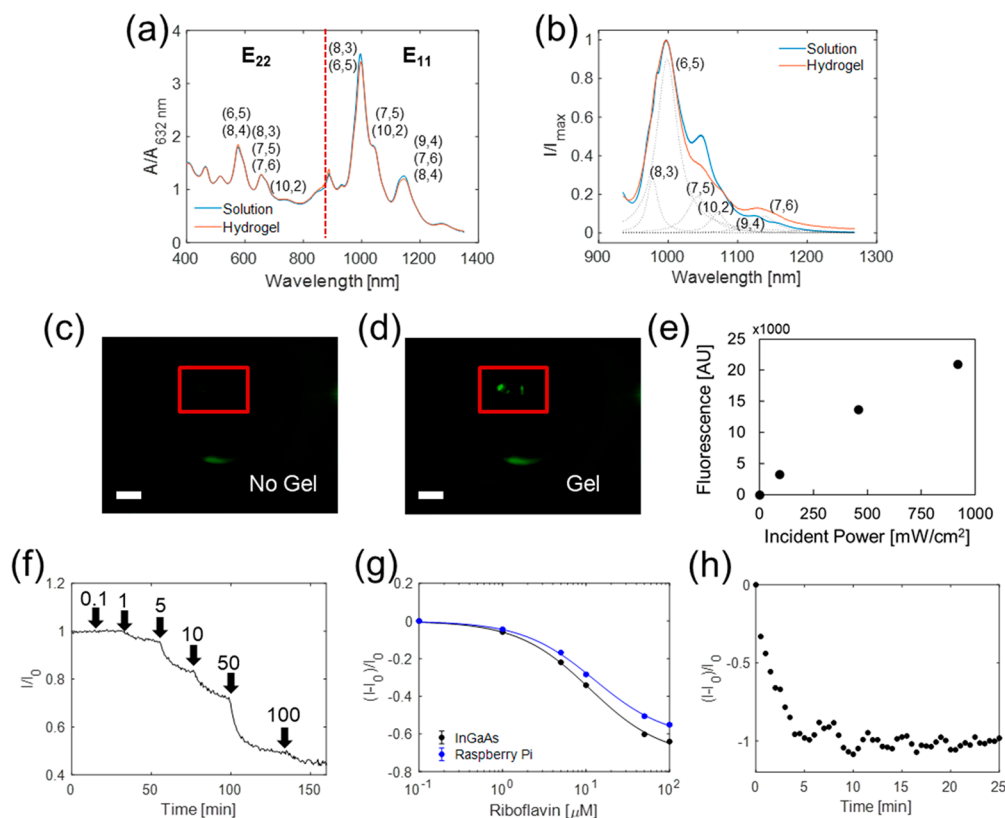 (a)
4
3
2
1
0
A/A632 nm
E22
E11
(8,3)
(6,5)
(6,5)
(8,4)
(8,3)
(7,5)
(7,6)
(10,2)
(7,5)
(10,2)
(9,4)
(7,6)
(8,4)
Solution
Hydrogel
400 600 800 1000 1200 1400
Wavelength [nm]
(b)
1
0.8
0.6
0.4
0.2
0
I/Imax
Solution
Hydrogel
(6,5)
(8,3)
(7,5)
(10,2)
(9,4)
(7,6)
900 1000 1100 1200 1300
Wavelength [nm]
(c)
No Gel
(d)
Gel
(e)
x1000
25
20
15
10
5
0
Fluorescence [AU]
0 250 500 750 1000
Incident Power [mW/cm²]
(f)
1.2
1
0.8
0.6
0.4
I/I0
0.1
1
5
10
50
100
0 50 100 150
Time [min]
(g)
0.2
0
-0.2
-0.4
-0.6
-0.8
(I-I0)/I0
InGaAs
Raspberry Pi
10-1 100 101 102
Riboflavin [μM]
(h)
0
-0.5
-1
(I-I0)/I0
0 5 10 15 20 25
Time [min]